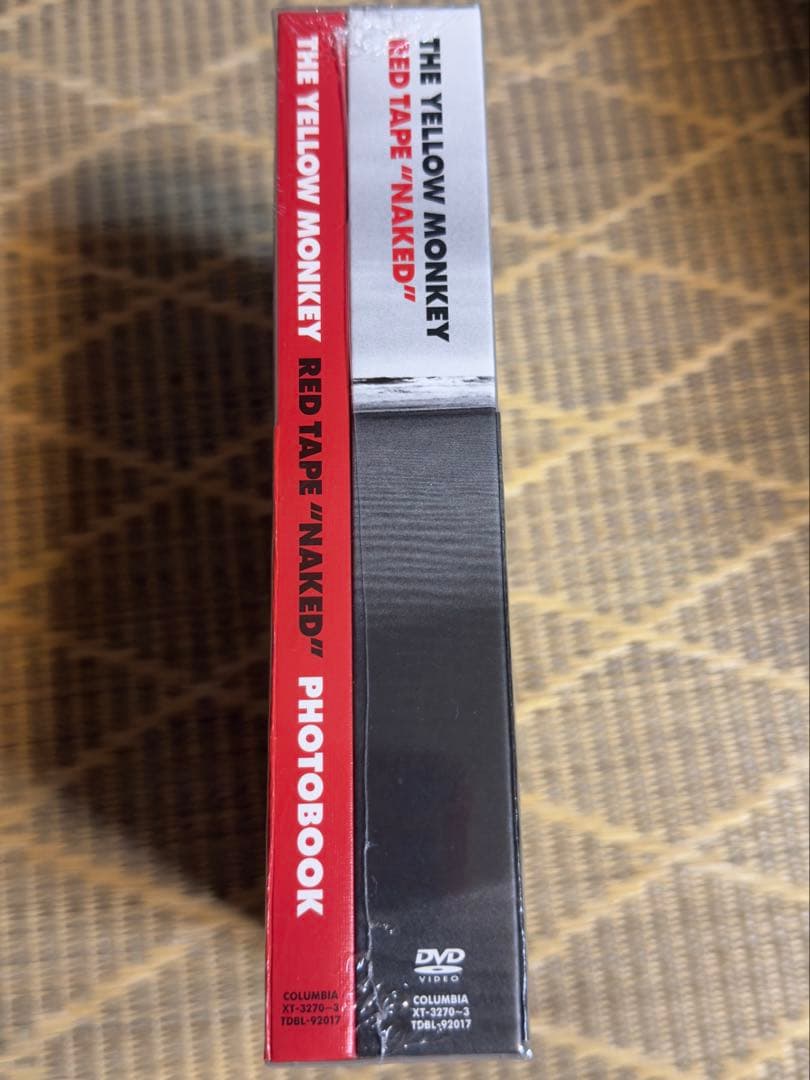 THE YELLOW MONKEY RED TAPE “NAKED” PHOTOBOOK
COLUMBIA
XT-3270~3
TDBL-92017
THE YELLOW MONKEY
RED TAPE “NAKED”
DVD
VIDEO
COLUMBIA
XT-3270~3
TDBL-92017